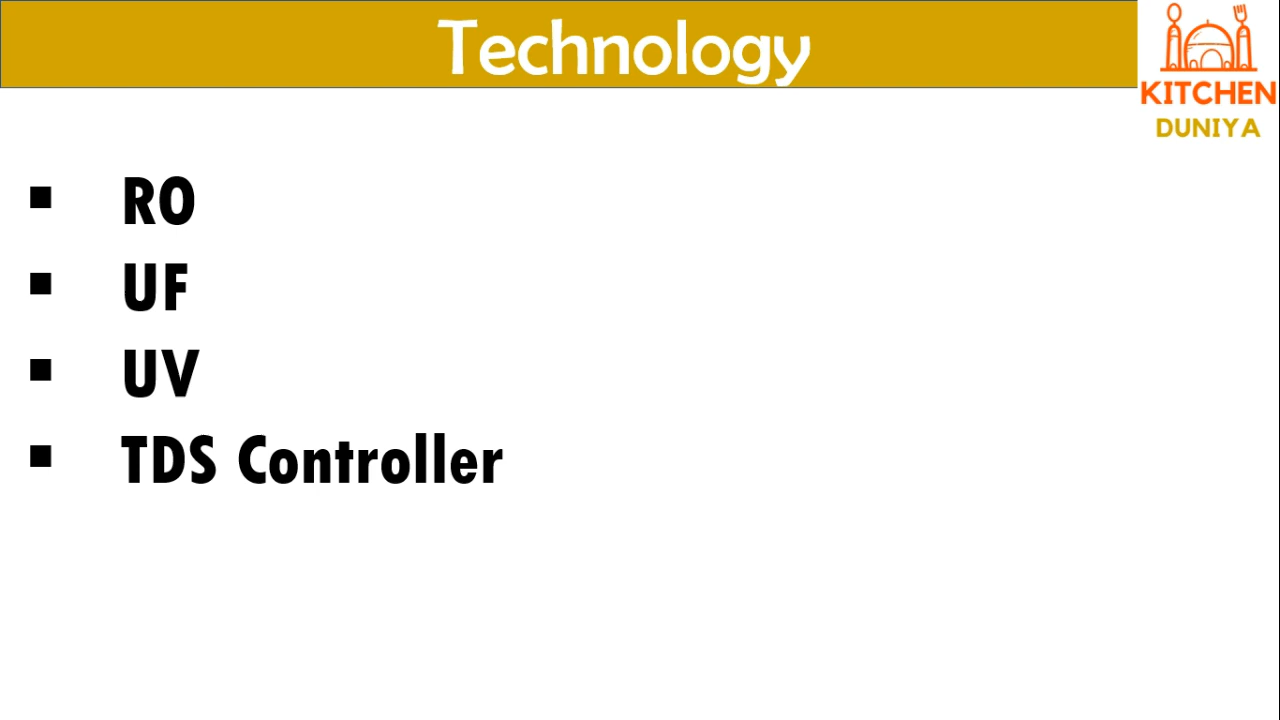 Technology
KITCHEN
DUNIYA
▪ RO
▪ UF
▪ UV
▪ TDS Controller